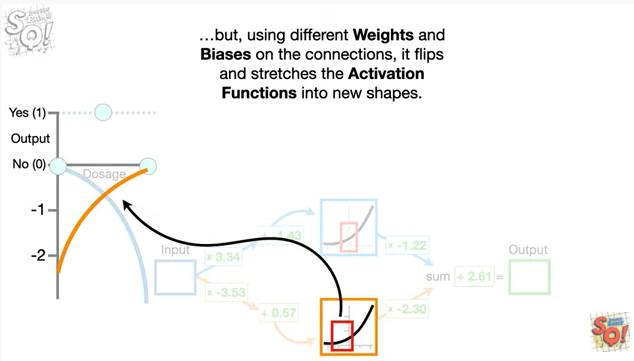 …but, using different Weights and
Biases on the connections, it flips
and stretches the Activation
Functions into new shapes.
Yes (1)
Output
No (0)
Dosage
-1
-2
Input
x 3.34
x -3.53
+ 0.57
x -1.22
x -2.30
sum
+ 2.61
=
Output
SQ!